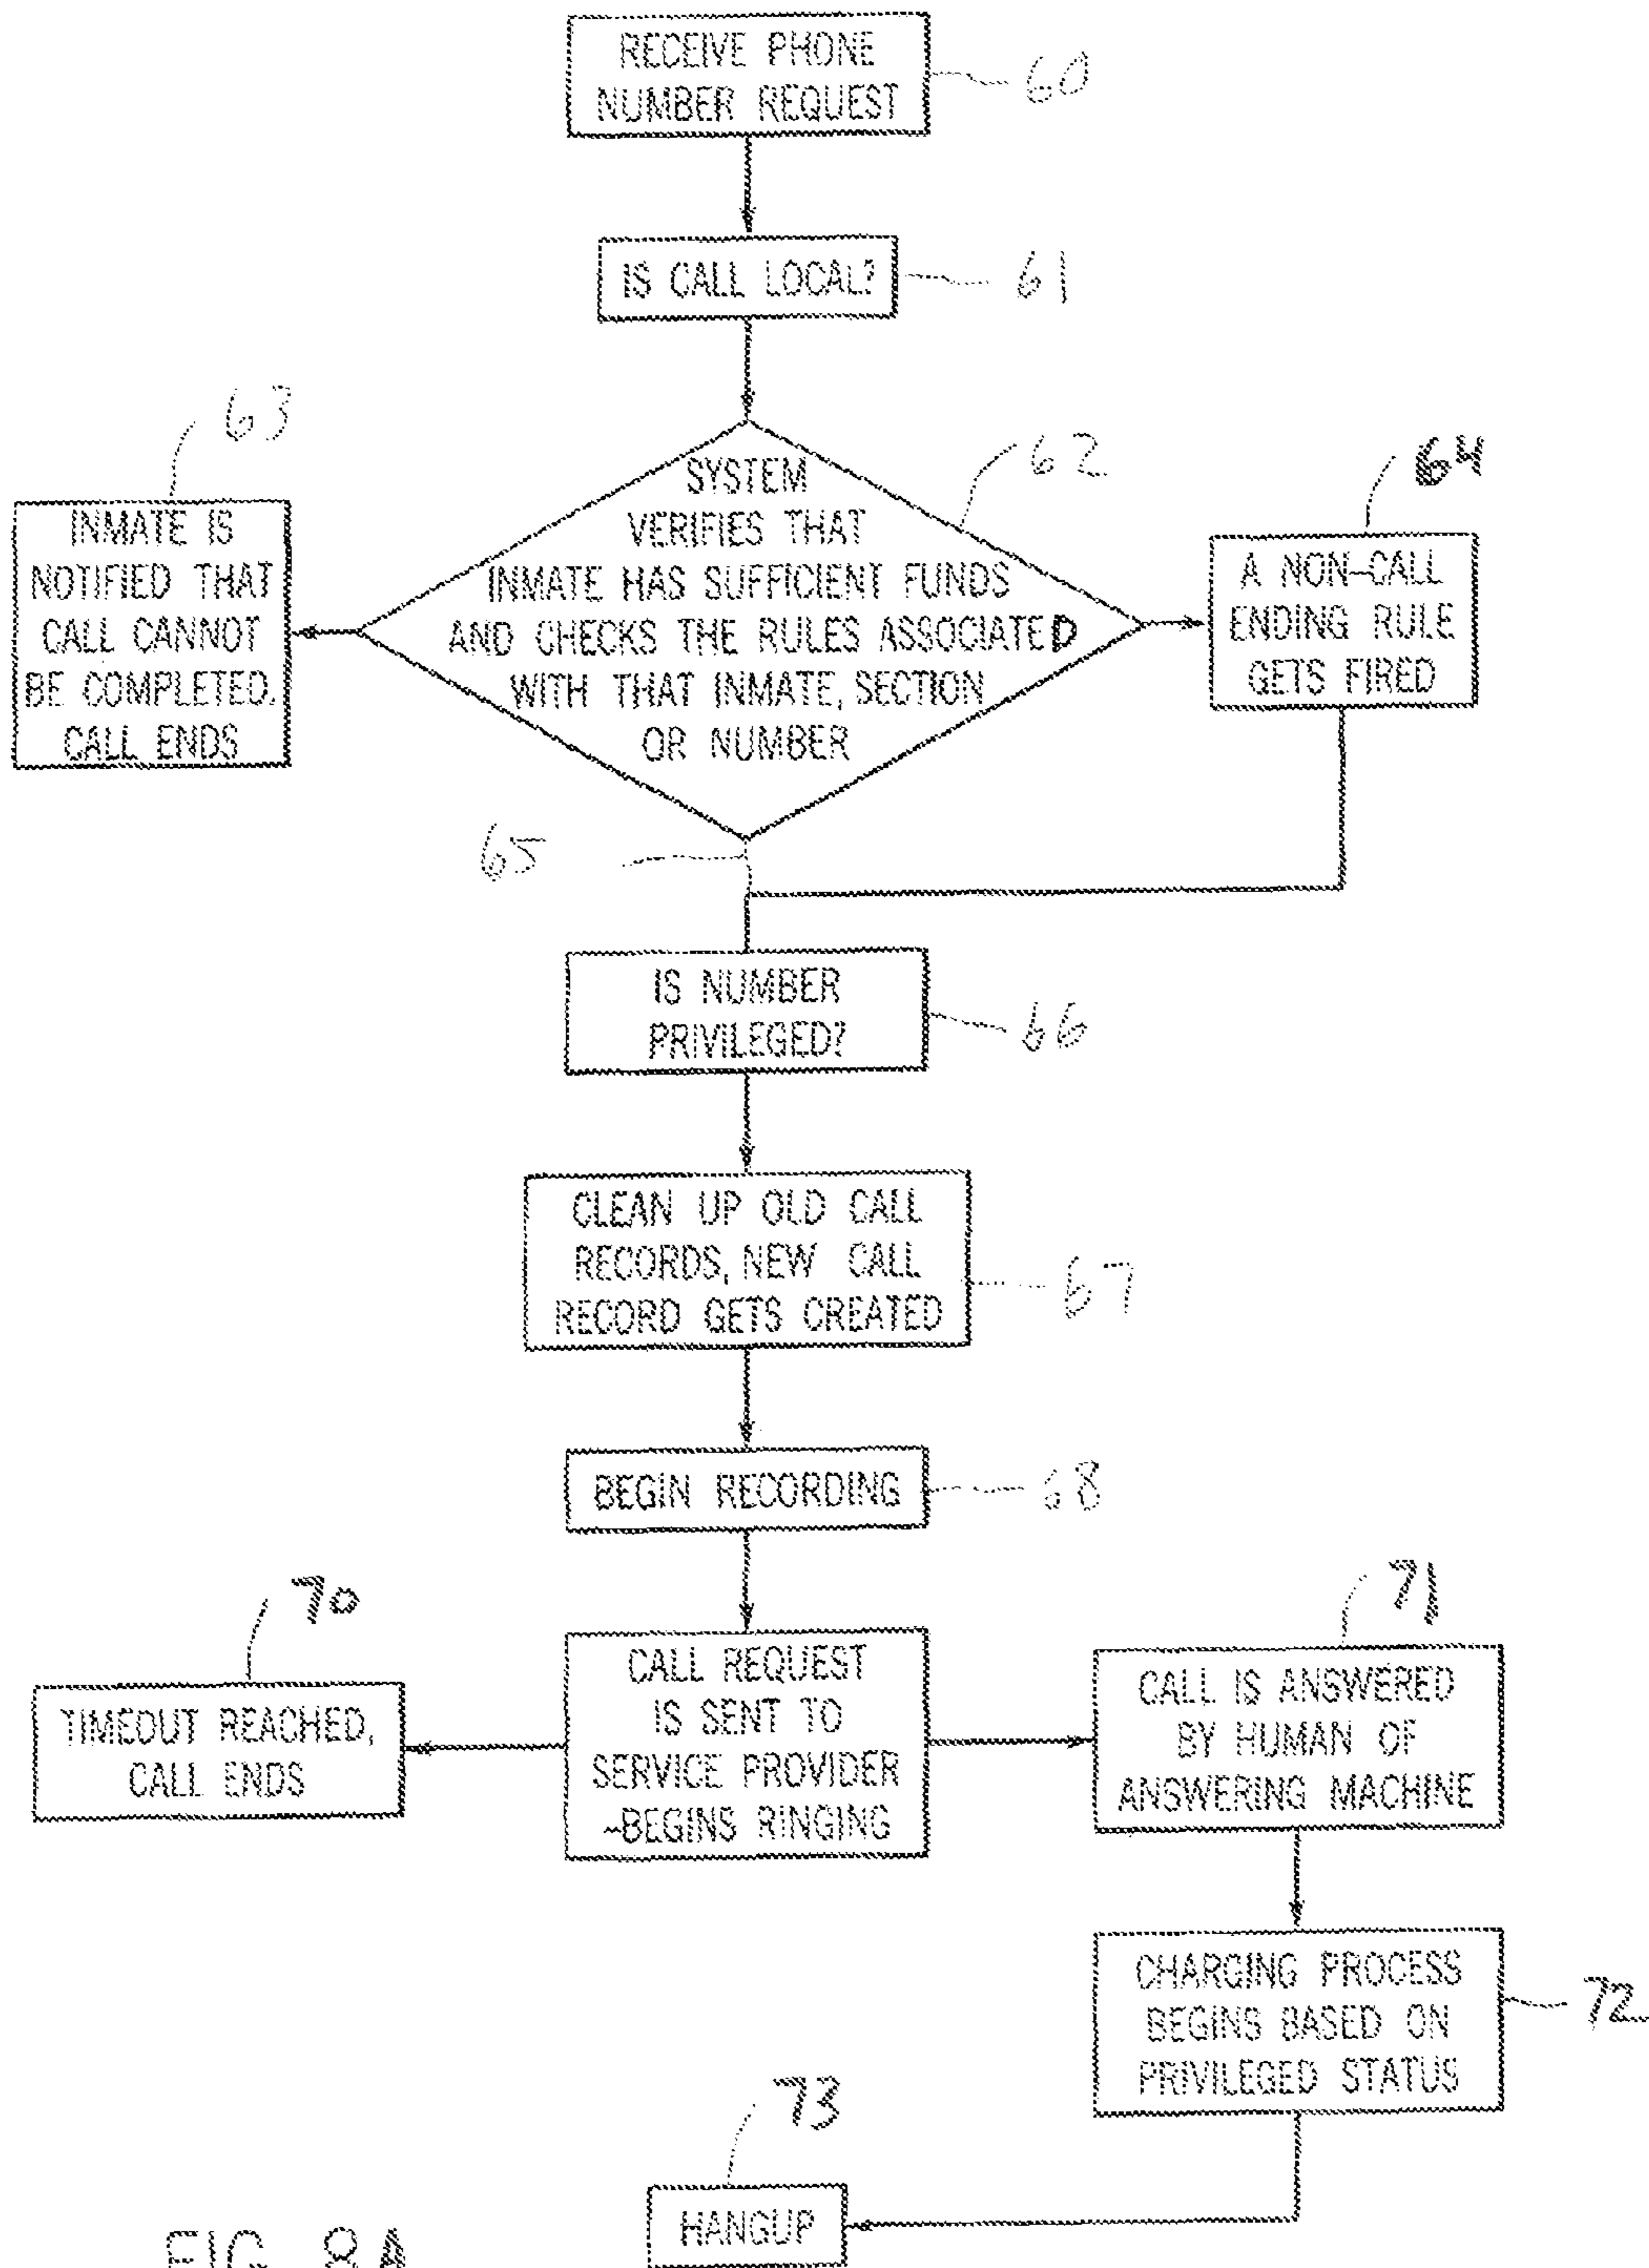 RECEIVE PHONE
NUMBER REQUEST
60
IS CALL LOCAL?
61
63
INMATE IS
NOTIFIED THAT
CALL CANNOT
BE COMPLETED,
CALL ENDS
SYSTEM
VERIFIES THAT
INMATE HAS SUFFICIENT FUNDS
AND CHECKS THE RULES ASSOCIATED
WITH THAT INMATE, SECTION
OR NUMBER
62
64
A NON-CALL
ENDING RULE
GETS FIRED
65
IS NUMBER
PRIVILEGED?
66
CLEAN UP OLD CALL
RECORDS, NEW CALL
RECORD GETS CREATED
67
BEGIN RECORDING
68
70
TIMEOUT REACHED,
CALL ENDS
CALL REQUEST
IS SENT TO
SERVICE PROVIDER
~BEGINS RINGING
71
CALL IS ANSWERED
BY HUMAN OF
ANSWERING MACHINE
CHARGING PROCESS
BEGINS BASED ON
PRIVILEGED STATUS
72
73
HANGUP
FIG. 8A